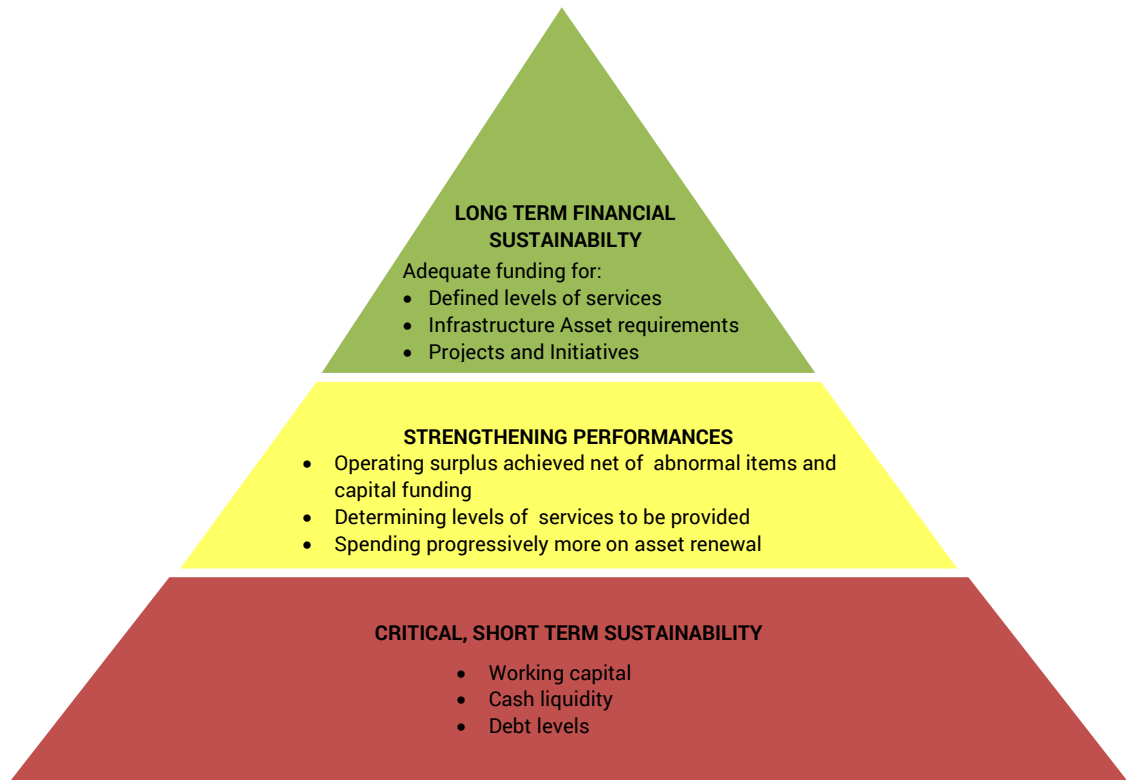 LONG TERM FINANCIAL
SUSTAINABILTY
Adequate funding for:
• Defined levels of services
• Infrastructure Asset requirements
• Projects and Initiatives
STRENGTHENING PERFORMANCES
• Operating surplus achieved net of  abnormal items and
capital funding
• Determining levels of  services to be provided
• Spending progressively more on asset renewal
CRITICAL, SHORT TERM SUSTAINABILITY
• Working capital
• Cash liquidity
• Debt levels